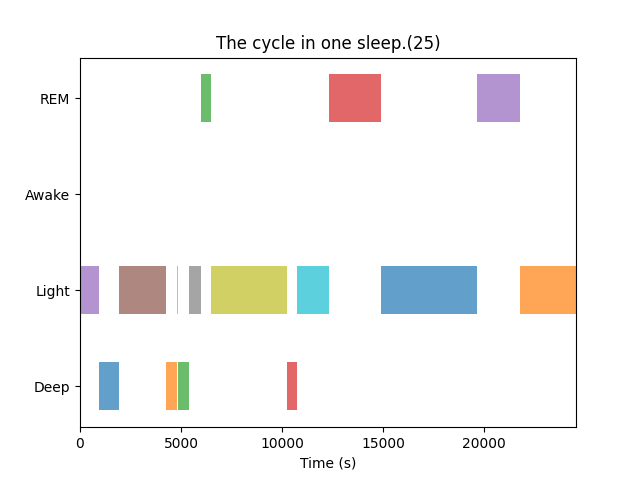 The cycle in one sleep.(25)
REM
Awake
Light
Deep
0 5000 10000 15000 20000
Time (s)